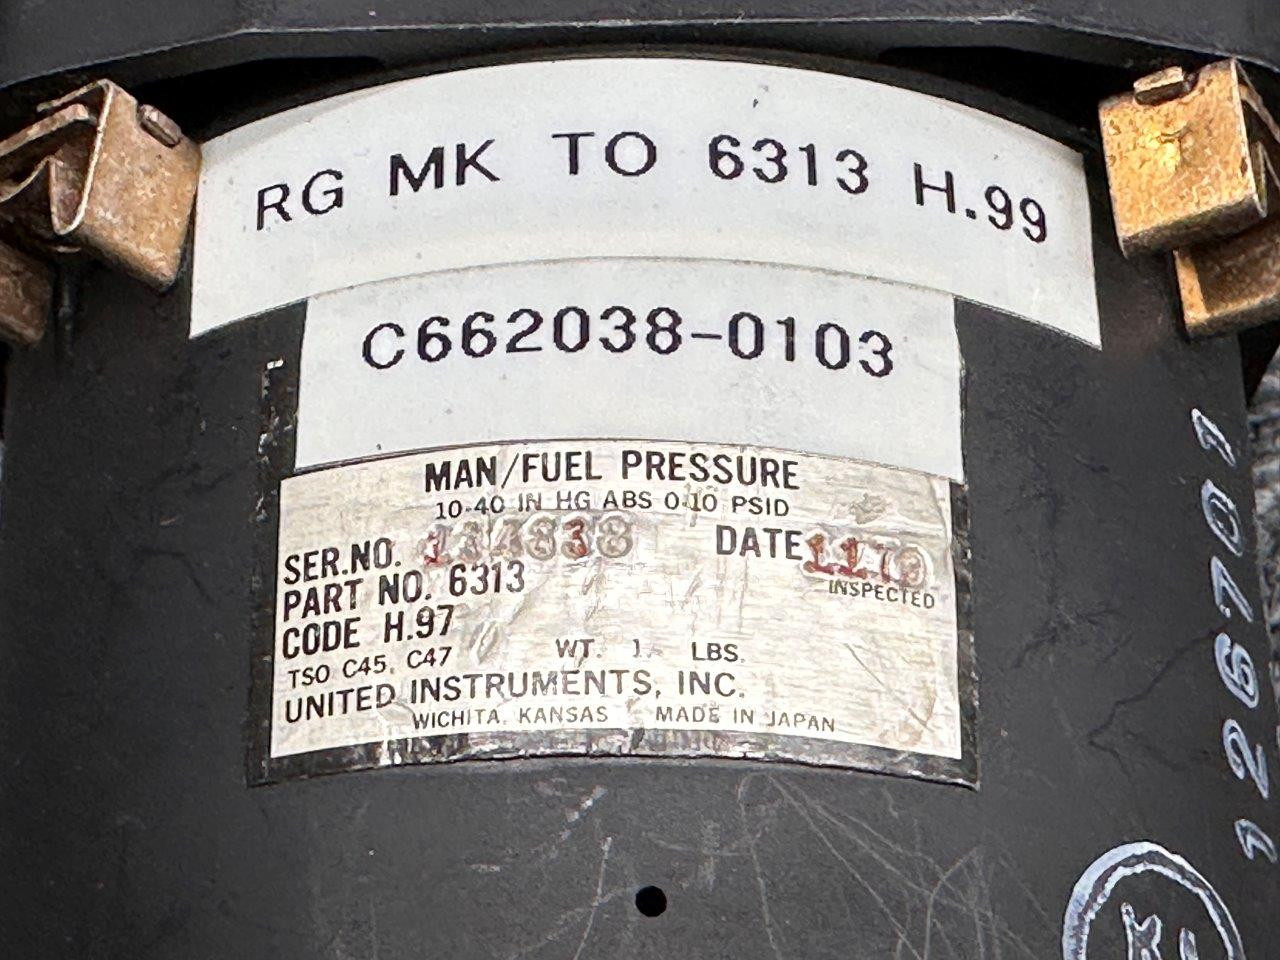 RG MK TO 6313 H.99
C662038-0103
MAN/FUEL PRESSURE
10-40 IN HG ABS 0-10 PSID
SER.NO. DATE
INSPECTED
PART NO. 6313
CODE H.97
TSO C45, C47 WT. 1. LBS.
UNITED INSTRUMENTS, INC.
WICHITA, KANSAS MADE IN JAPAN
126701